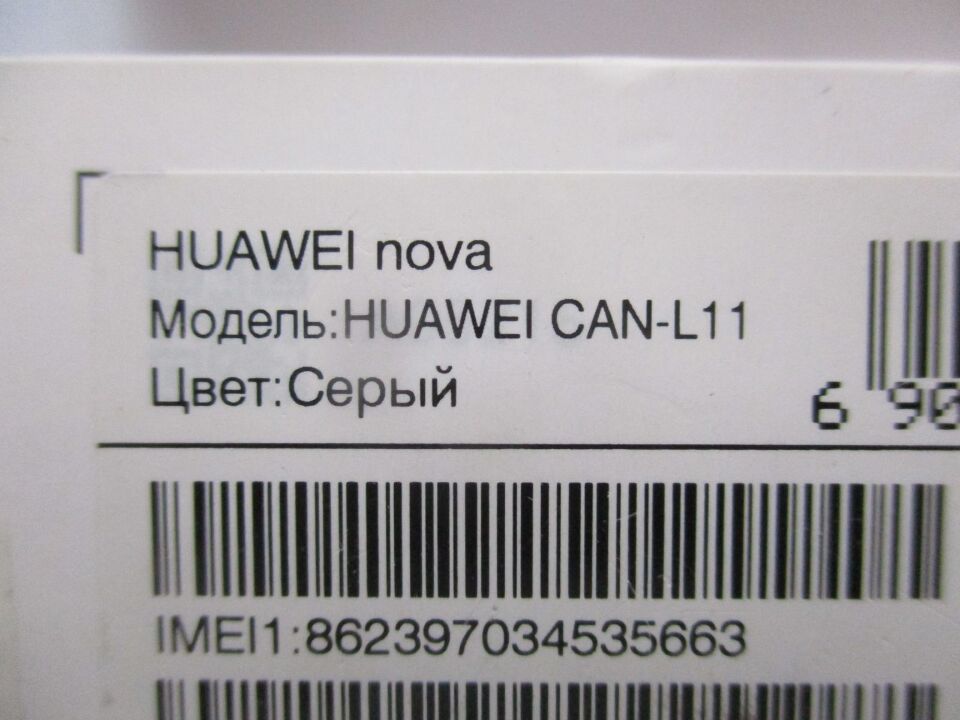 HUAWEI nova
Модель:HUAWEI CAN-L11
Цвет:Серый
6 90
IMEI1:862397034535663